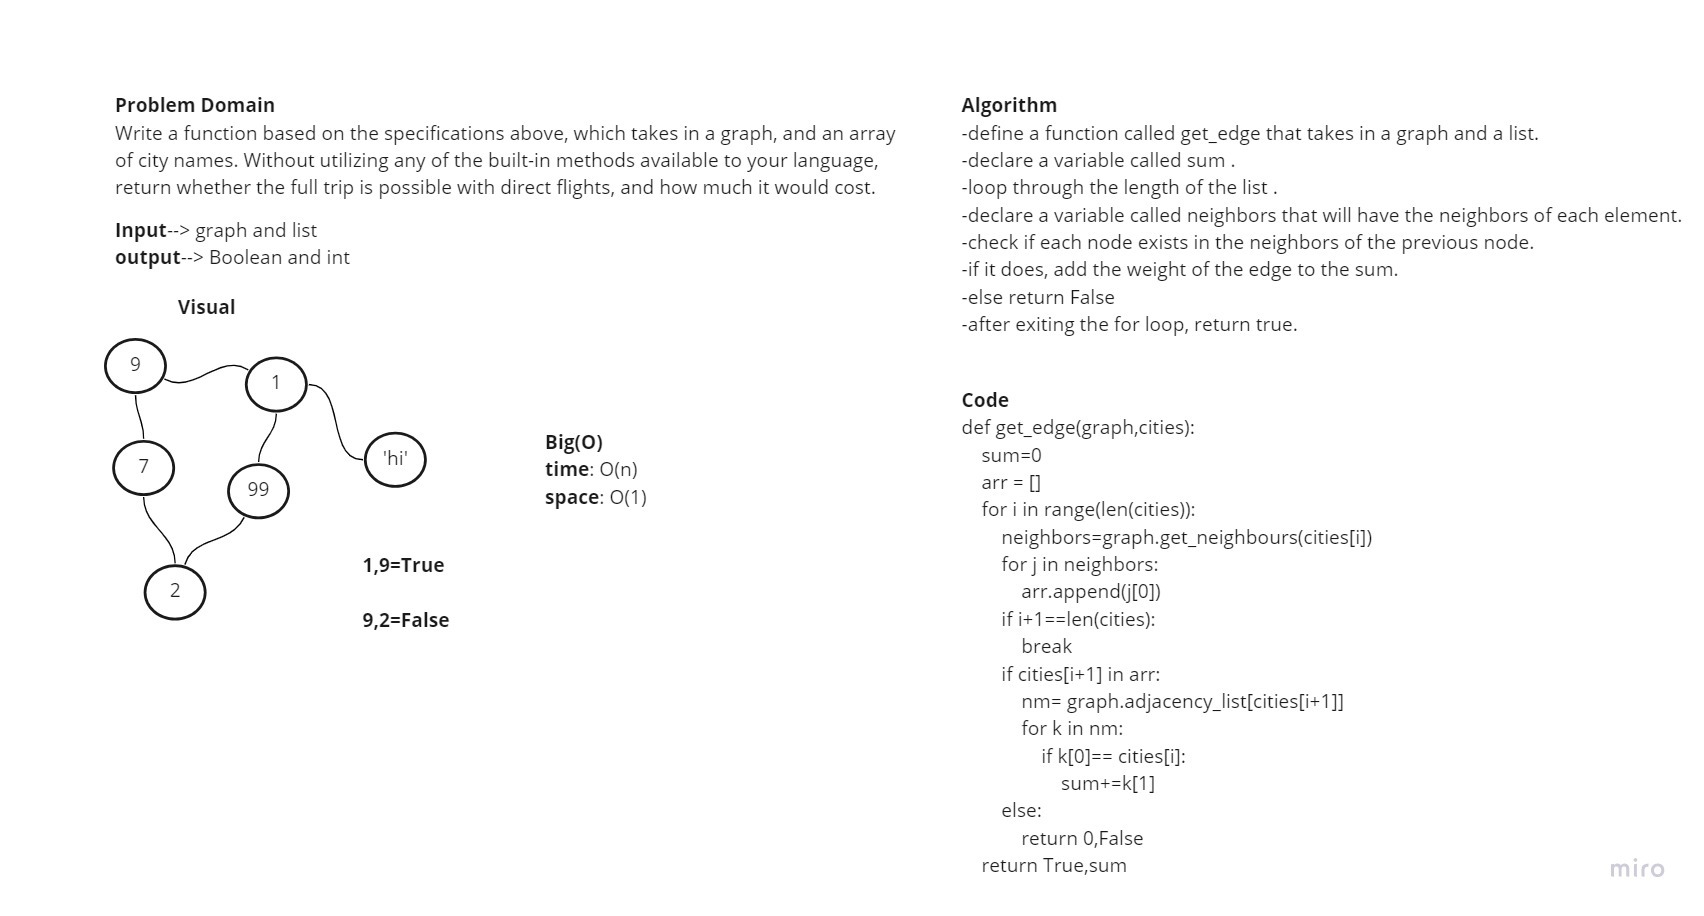 Problem Domain
Write a function based on the specifications above, which takes in a graph, and an array
of city names. Without utilizing any of the built-in methods available to your language,
return whether the full trip is possible with direct flights, and how much it would cost.
Input--> graph and list
output--> Boolean and int
Visual
9
1
'hi'
7
99
2
Big(O)
time: O(n)
space: O(1)
1,9=True
9,2=False
Algorithm
-define a function called get_edge that takes in a graph and a list.
-declare a variable called sum .
-loop through the length of the list .
-declare a variable called neighbors that will have the neighbors of each element.
-check if each node exists in the neighbors of the previous node.
-if it does, add the weight of the edge to the sum.
-else return False
-after exiting the for loop, return true.
Code
def get_edge(graph,cities):
    sum=0
    arr = []
    for i in range(len(cities)):
        neighbors=graph.get_neighbours(cities[i])
        for j in neighbors:
            arr.append(j[0])
        if i+1==len(cities):
            break
        if cities[i+1] in arr:
            nm= graph.adjacency_list[cities[i+1]]
            for k in nm:
                if k[0]== cities[i]:
                    sum+=k[1]
        else:
            return 0,False
    return True,sum
miro